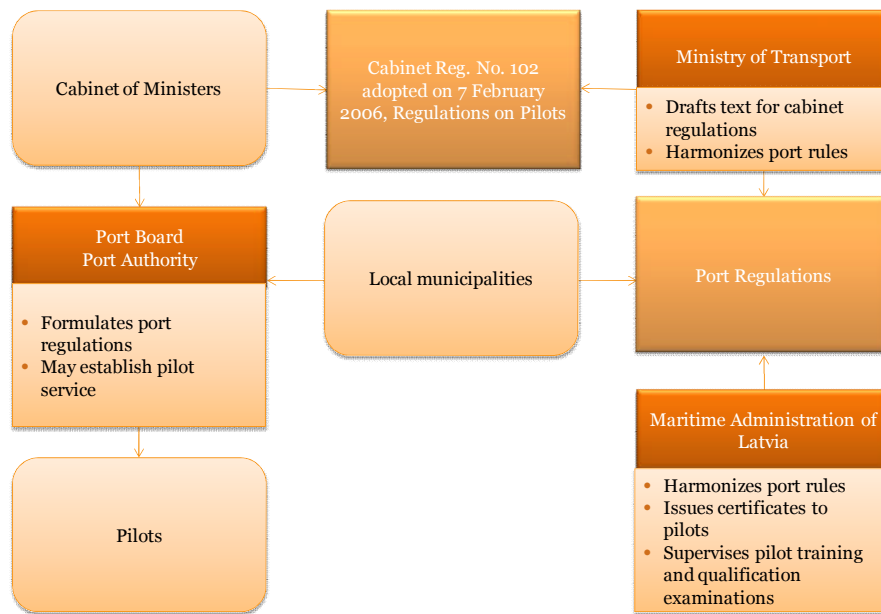 Cabinet of Ministers
Cabinet Reg. No. 102
adopted on 7 February
2006, Regulations on Pilots
Ministry of Transport
• Drafts text for cabinet
regulations
• Harmonizes port rules
Port Board
Port Authority
• Formulates port
regulations
• May establish pilot
service
Local municipalities
Port Regulations
Pilots
Maritime Administration of
Latvia
• Harmonizes port rules
• Issues certificates to
pilots
• Supervises pilot training
and qualification
examinations